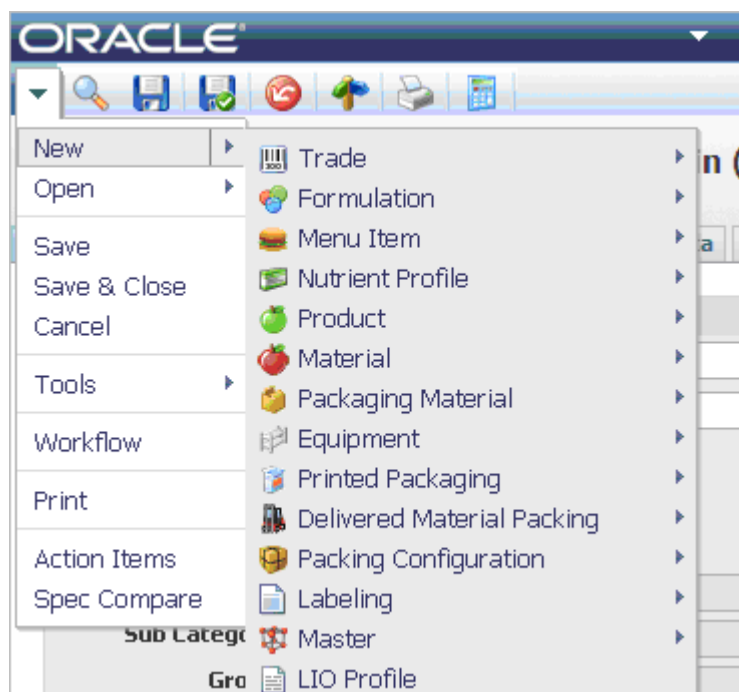 ORACLE
New
Open
Save
Save & Close
Cancel
Tools
Workflow
Print
Action Items
Spec Compare
Trade
Formulation
Menu Item
Nutrient Profile
Product
Material
Packaging Material
Equipment
Printed Packaging
Delivered Material Packing
Packing Configuration
Labeling
Master
LIO Profile
in (
a
Sub Catego
Gro